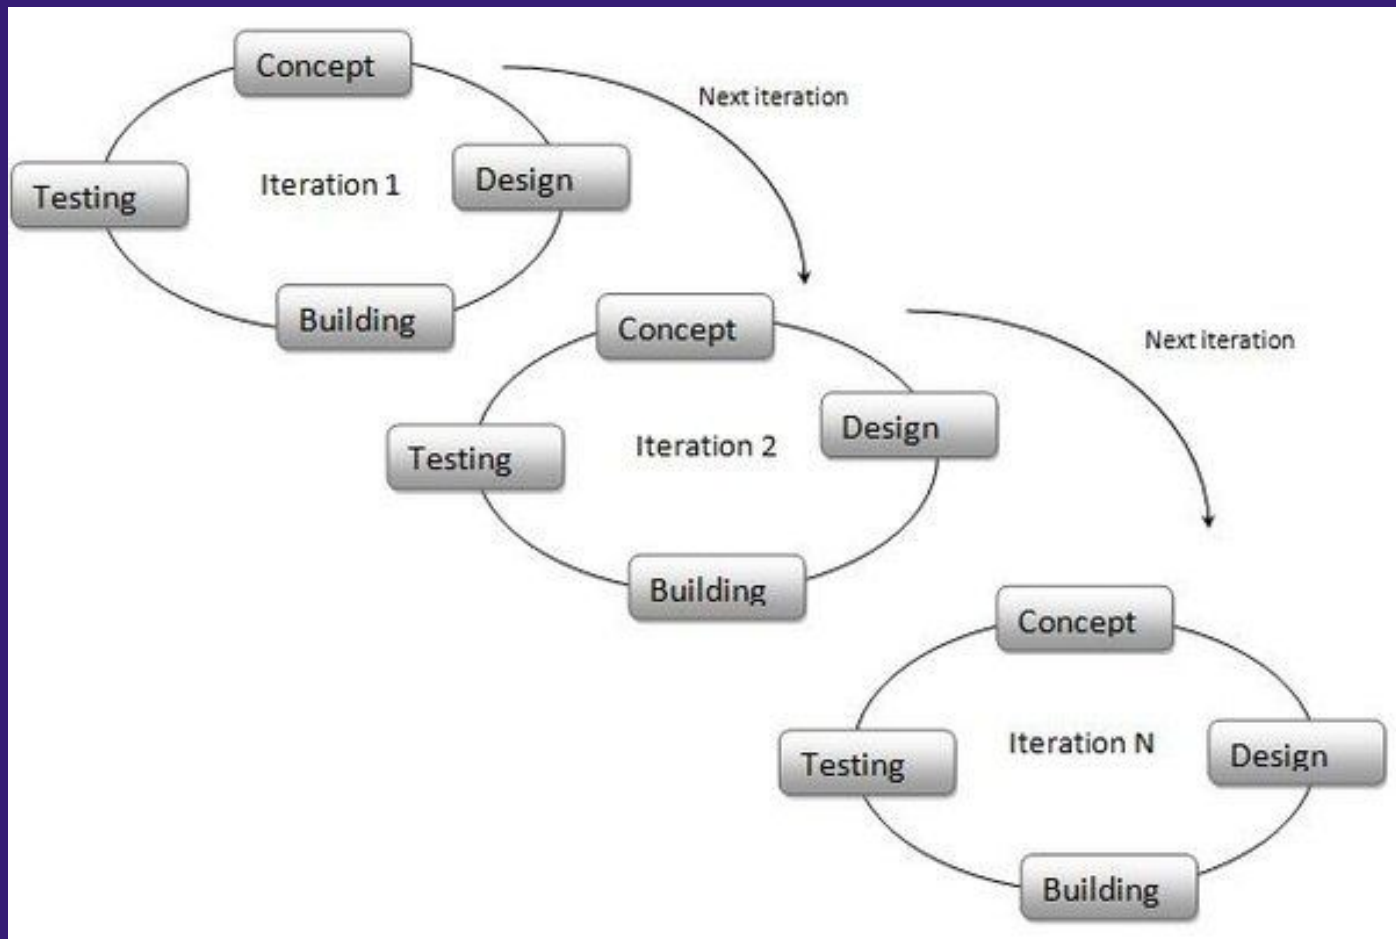 Concept
Next iteration
Testing
Iteration 1
Design
Building
Concept
Next iteration
Testing
Iteration 2
Design
Building
Concept
Testing
Iteration N
Design
Building